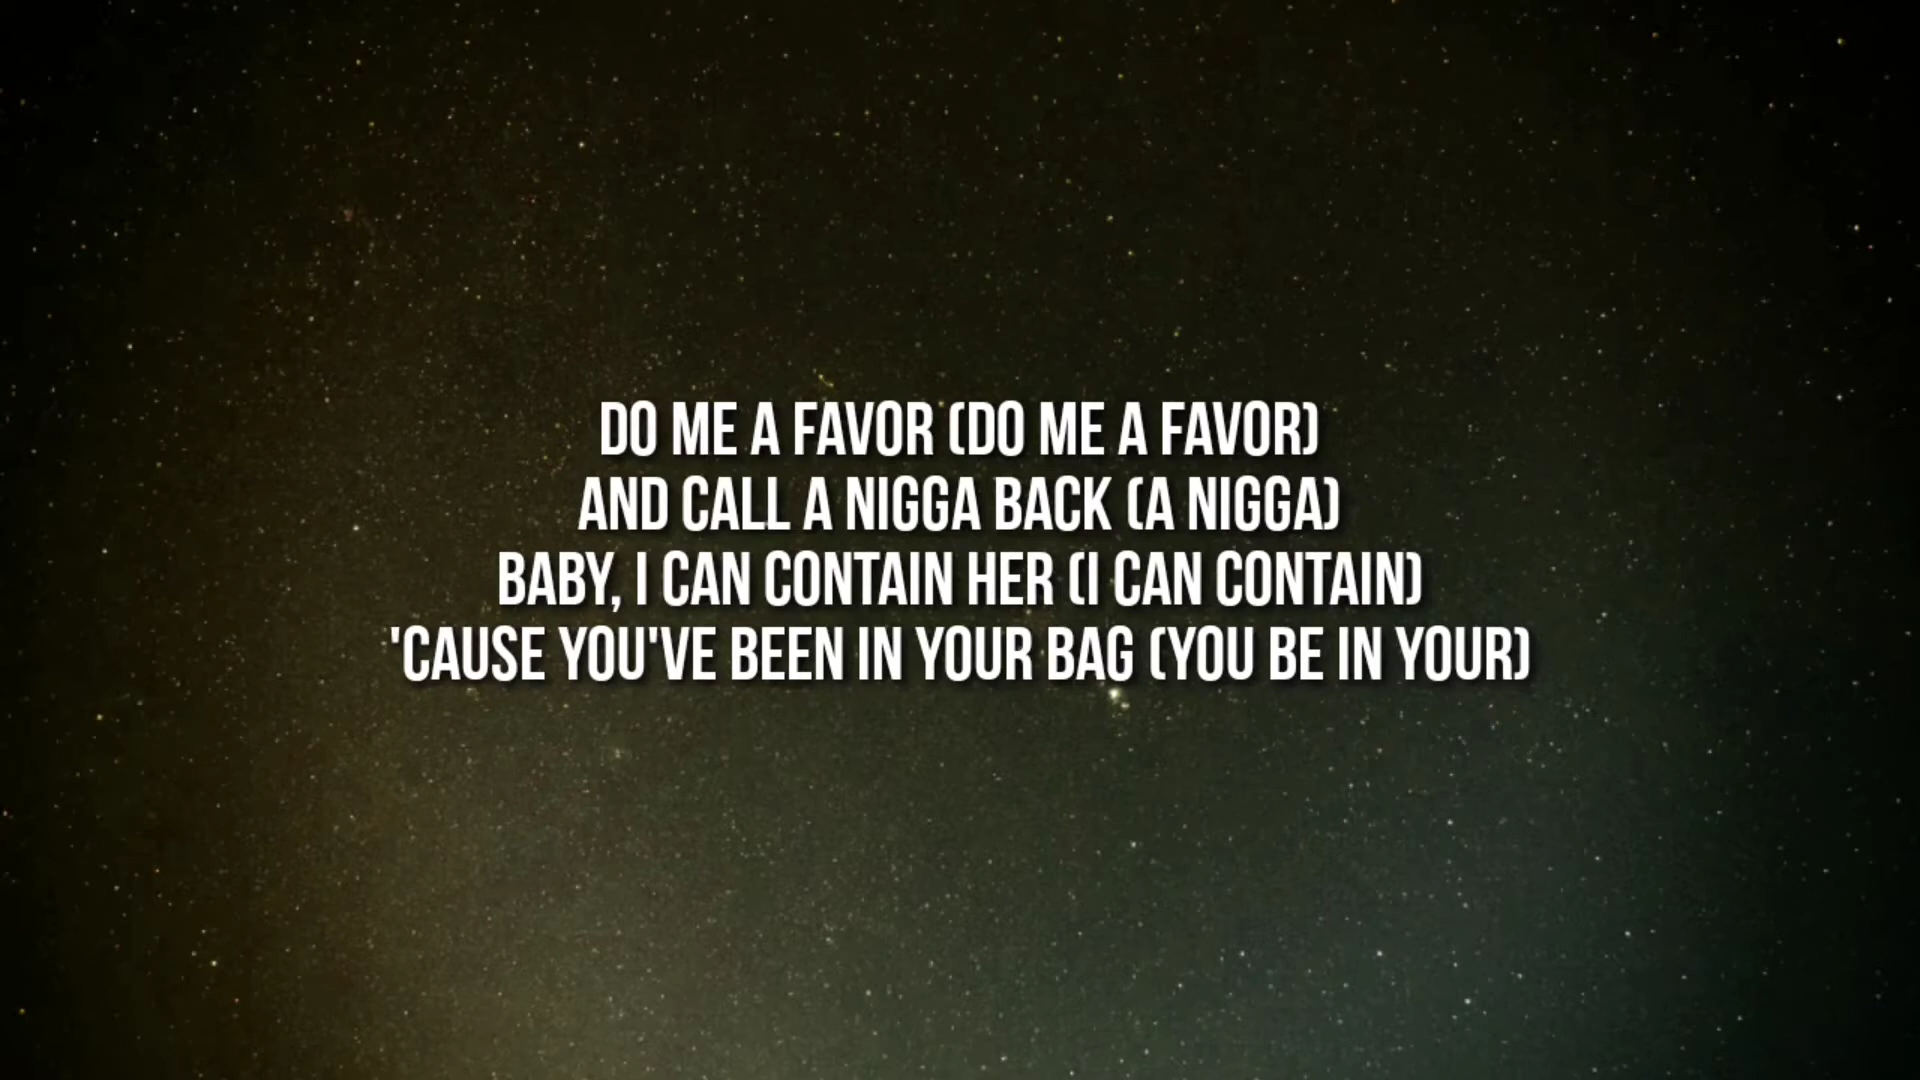 DO ME A FAVOR (DO ME A FAVOR)
AND CALL A NIGGA BACK (A NIGGA)
BABY, I CAN CONTAIN HER (I CAN CONTAIN)
'CAUSE YOU'VE BEEN IN YOUR BAG (YOU BE IN YOUR)